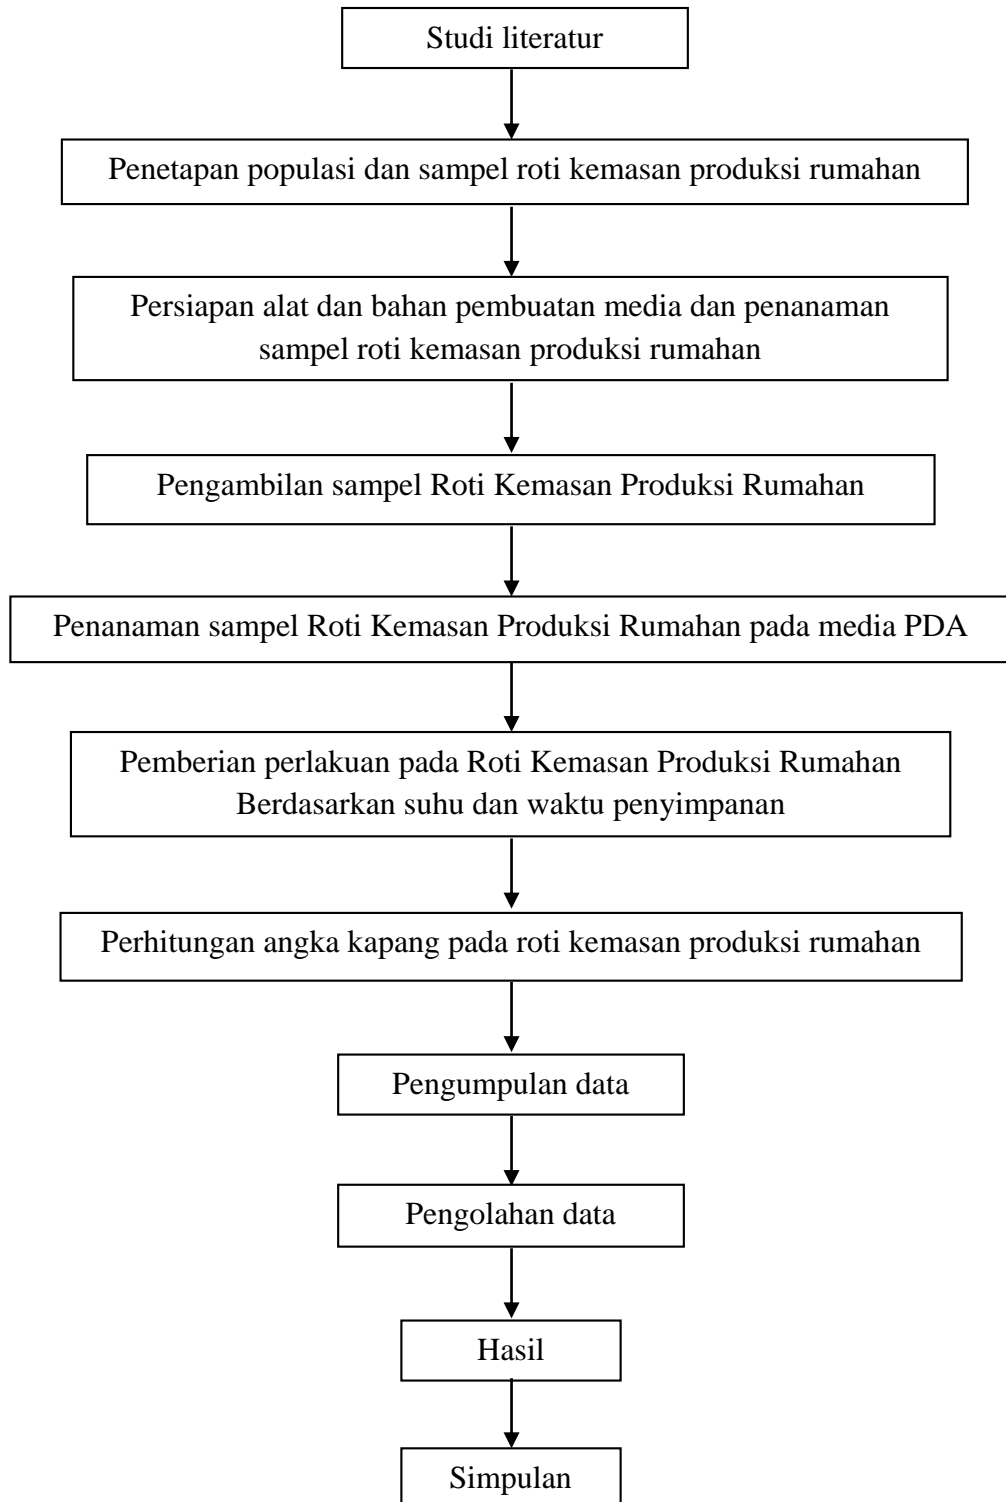 Studi literatur
Penetapan populasi dan sampel roti kemasan produksi rumahan
Persiapan alat dan bahan pembuatan media dan penanaman
sampel roti kemasan produksi rumahan
Pengambilan sampel Roti Kemasan Produksi Rumahan
Penanaman sampel Roti Kemasan Produksi Rumahan pada media PDA
Pemberian perlakuan pada Roti Kemasan Produksi Rumahan
Berdasarkan suhu dan waktu penyimpanan
Perhitungan angka kapang pada roti kemasan produksi rumahan
Pengumpulan data
Pengolahan data
Hasil
Simpulan